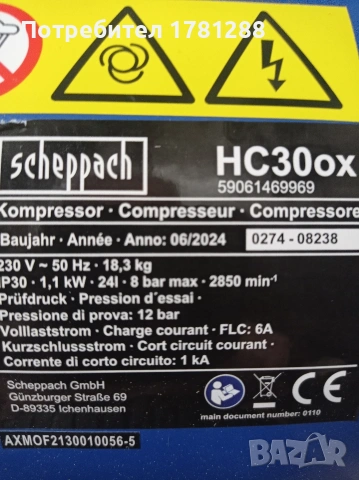 Потребител 1781288
scheppach
HC30ox
59061469969
Kompressor · Compresseur · Compressore
Baujahr · Année · Anno: 06/2024 0274 - 08238
230 V ~ 50 Hz · 18,3 kg
IP30 · 1,1 kW · 24l · 8 bar max · 2850 min⁻¹
Prüfdruck · Pression d´essai ·
Pressione di prova: 12 bar
Volllaststrom · Charge courant · FLC: 6A
Kurzschlussstrom · Cort circuit courant ·
Corrente di corto circuito: 1 kA
Scheppach GmbH
Günzburger Straße 69
D-89335 Ichenhausen
CE
main document number: 0110
AXMOF2130010056-5
BAZAR